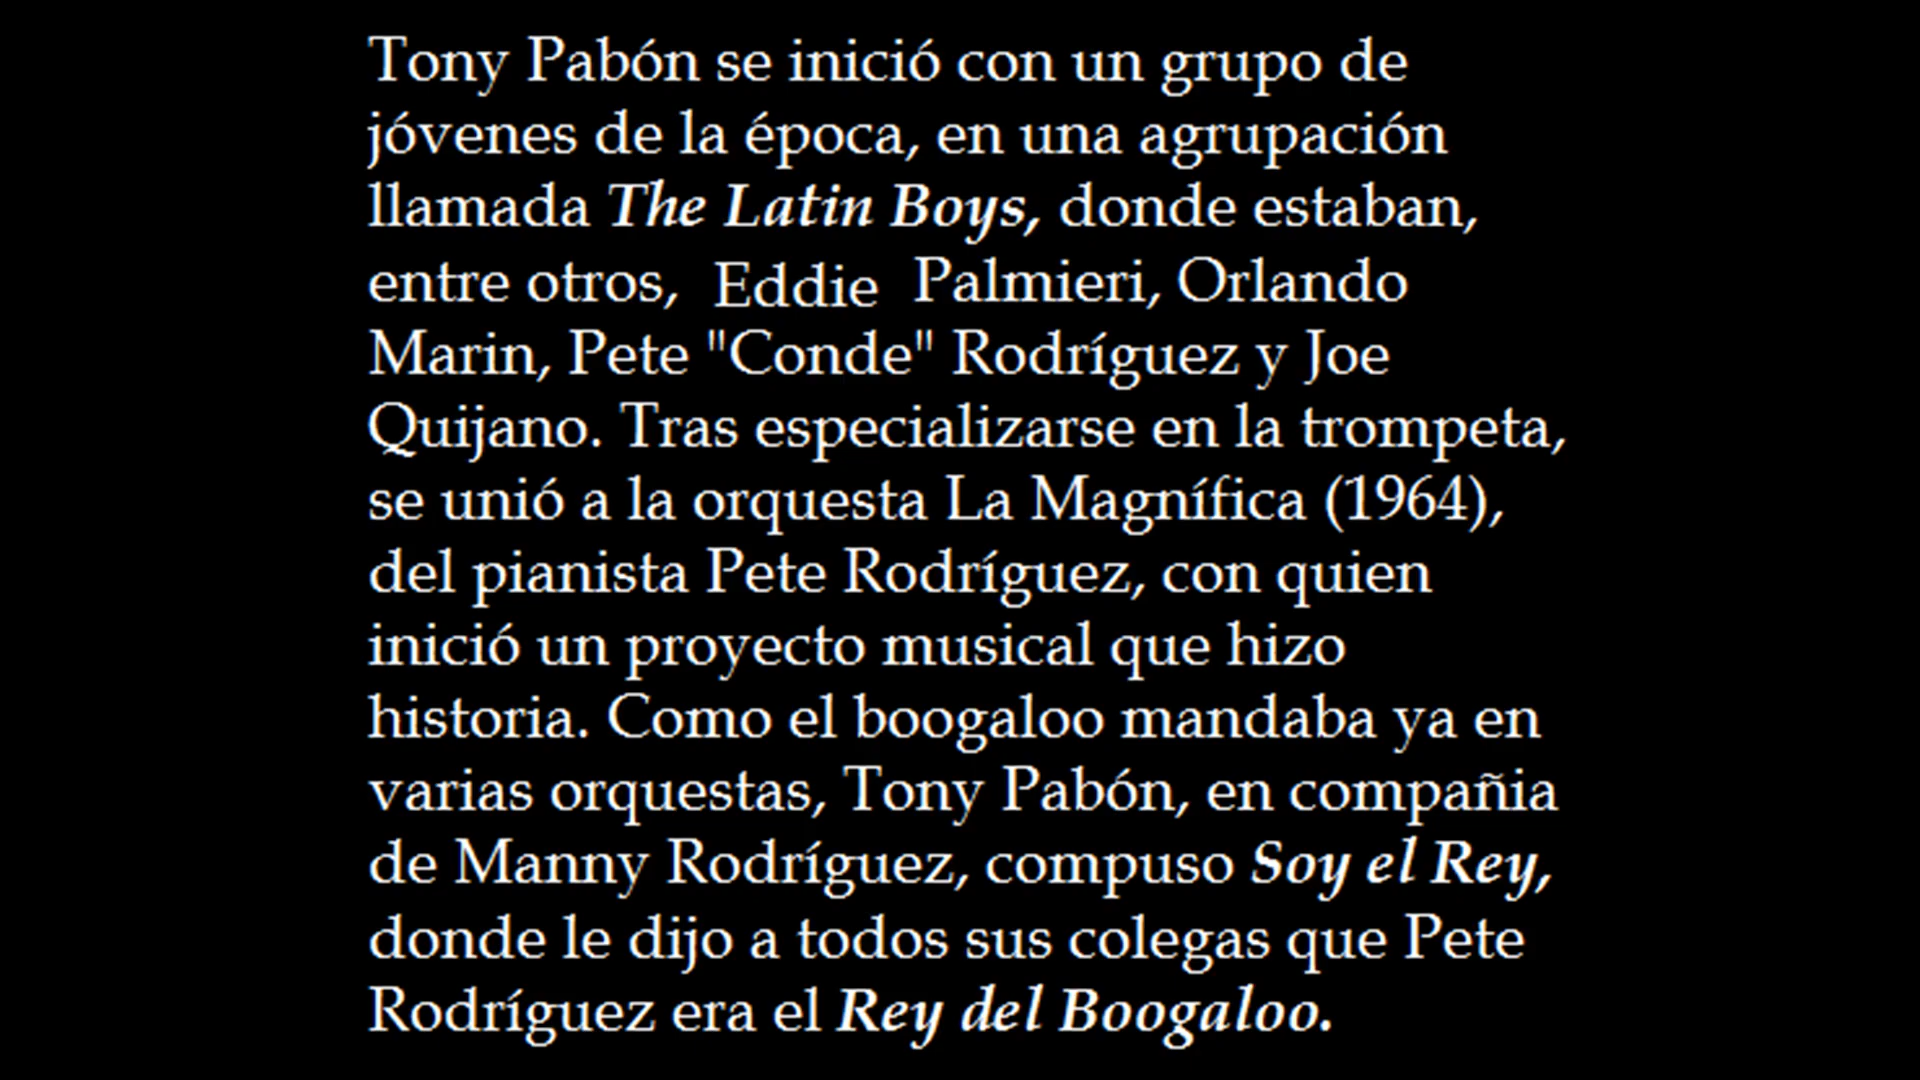 Tony Pabón se inició con un grupo de
jóvenes de la época, en una agrupación
llamada The Latin Boys, donde estaban,
entre otros, Eddie Palmieri, Orlando
Marin, Pete "Conde" Rodríguez y Joe
Quijano. Tras especializarse en la trompeta,
se unió a la orquesta La Magnífica (1964),
del pianista Pete Rodríguez, con quien
inició un proyecto musical que hizo
historia. Como el boogaloo mandaba ya en
varias orquestas, Tony Pabón, en compañia
de Manny Rodríguez, compuso Soy el Rey,
donde le dijo a todos sus colegas que Pete
Rodríguez era el Rey del Boogaloo.